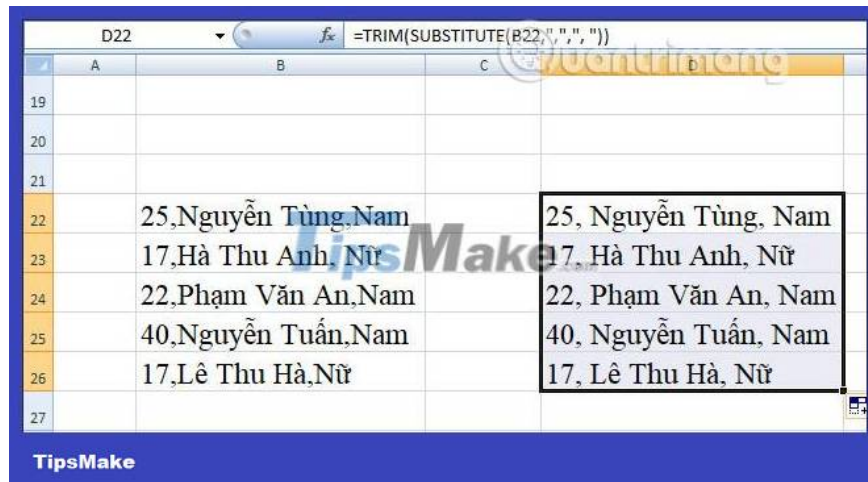 D22 fx =TRIM(SUBSTITUTE(B22,",",", "))
Quantrimang
A B C D
19
20
21
22 25,Nguyễn Tùng,Nam 25, Nguyễn Tùng, Nam
23 17,Hà Thu Anh, Nữ 17, Hà Thu Anh, Nữ
TipsMake.com
24 22,Phạm Văn An,Nam 22, Phạm Văn An, Nam
25 40,Nguyễn Tuấn,Nam 40, Nguyễn Tuấn, Nam
26 17,Lê Thu Hà,Nữ 17, Lê Thu Hà, Nữ
27
TipsMake